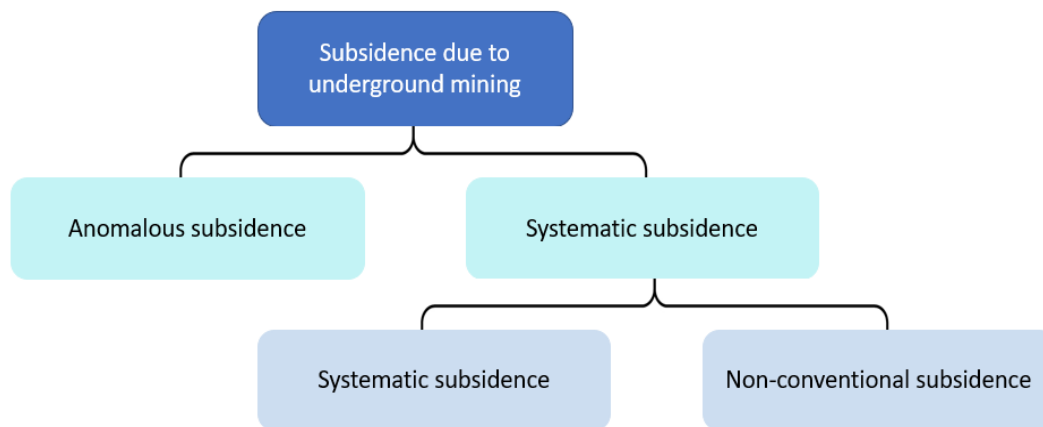 Subsidence due to
underground mining
Anomalous subsidence
Systematic subsidence
Systematic subsidence
Non-conventional subsidence